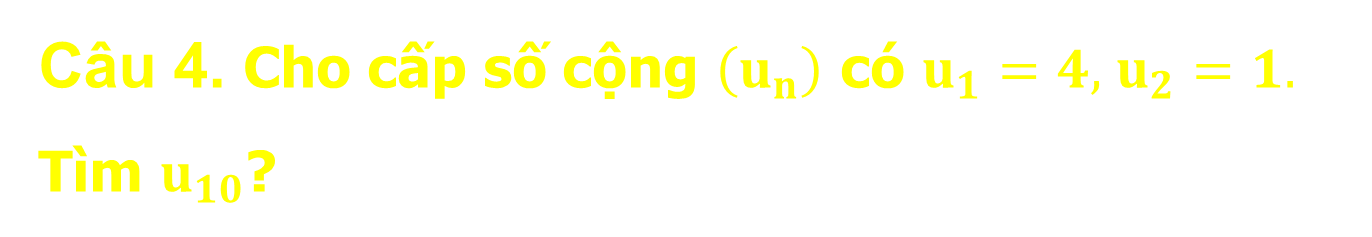 Câu 4. Cho cấp số cộng (uₙ) có u₁ = 4, u₂ = 1.
Tìm u₁₀?